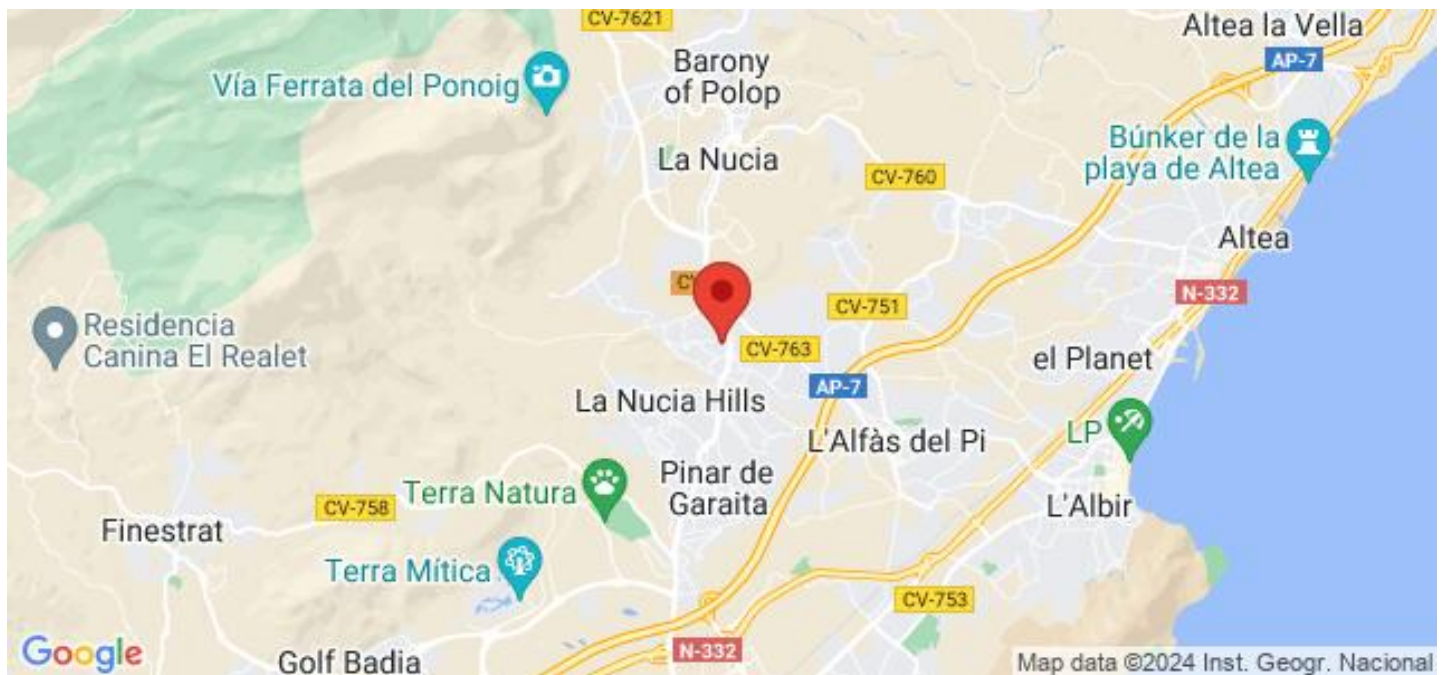 CV-7621
Altea la Vella
Barony
of Polop
AP-7
Vía Ferrata del Ponoig
Búnker de la
playa de Altea
La Nucia
CV-760
Altea
N-332
CV-751
Residencia
Canina El Realet
CV-763
el Planet
AP-7
La Nucia Hills
LP
L'Alfàs del Pi
Pinar de
Garaita
Terra Natura
L'Albir
CV-758
Finestrat
Terra Mítica
CV-753
N-332
Google
Golf Badia
Map data ©2024 Inst. Geogr. Nacional